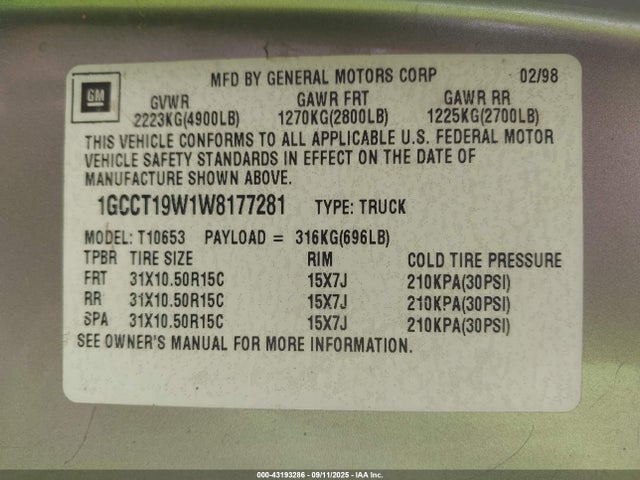 MFD BY GENERAL MOTORS CORP 02/98
GM
GVWR GAWR FRT GAWR RR
2223KG(4900LB) 1270KG(2800LB) 1225KG(2700LB)
THIS VEHICLE CONFORMS TO ALL APPLICABLE U.S. FEDERAL MOTOR
VEHICLE SAFETY STANDARDS IN EFFECT ON THE DATE OF
MANUFACTURE SHOWN ABOVE.
1GCCT19W1W8177281 TYPE: TRUCK
MODEL: T10653 PAYLOAD = 316KG(696LB)
TPBR TIRE SIZE RIM COLD TIRE PRESSURE
FRT 31X10.50R15C 15X7J 210KPA(30PSI)
RR 31X10.50R15C 15X7J 210KPA(30PSI)
SPA 31X10.50R15C 15X7J 210KPA(30PSI)
SEE OWNER'S MANUAL FOR MORE INFORMATION.
000-43193286 - 09/11/2025 - IAA Inc.